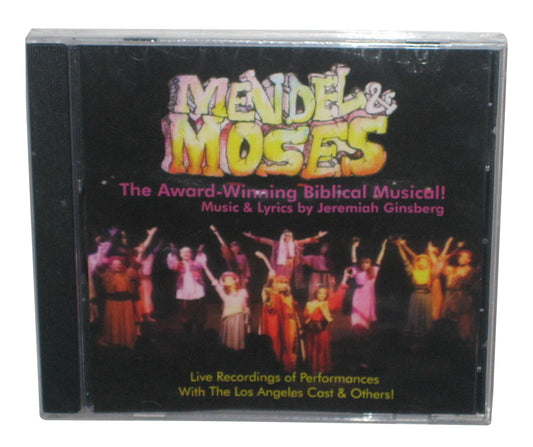 MENDEL &
MOSES
The Award-Winning Biblical Musical!
Music & Lyrics by Jeremiah Ginsberg
Live Recordings of Performances
With The Los Angeles Cast & Others!